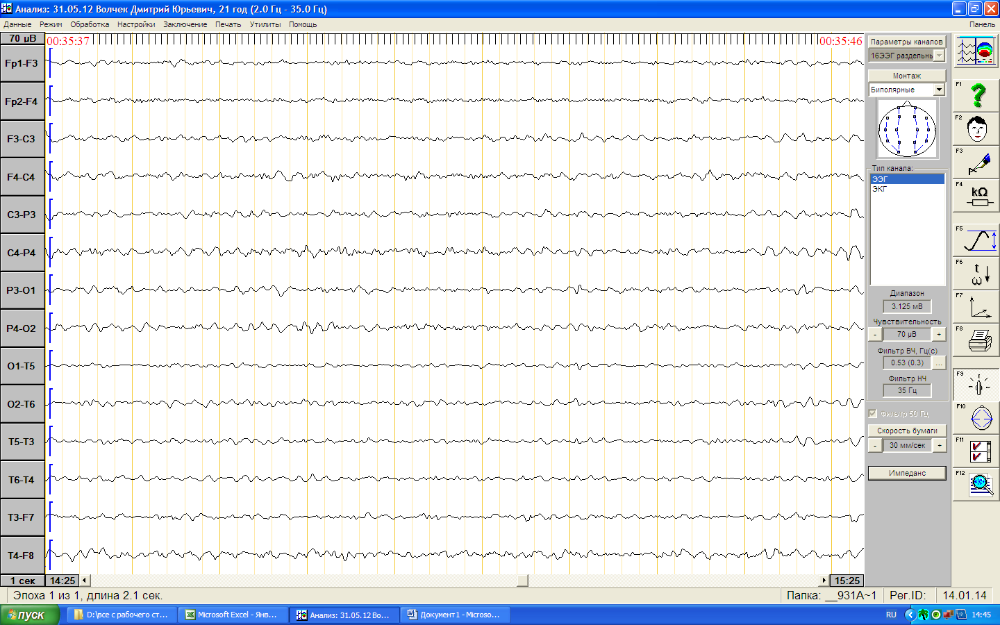 Анализ: 31.05.12 Волчек Дмитрий Юрьевич, 21 год (2.0 Гц - 35.0 Гц)
Данные Режим Обработка Настройки Заключение Печать Утилиты Помощь Панель
70 µВ
00:35:37 00:35:46
Fp1-F3
Fp2-F4
F3-C3
F4-C4
C3-P3
C4-P4
P3-O1
P4-O2
O1-T5
O2-T6
T5-T3
T6-T4
T3-F7
T4-F8
1 сек 14:25 15:25
Параметры каналов
16ЭЭГ раздельнь
Монтаж
Биполярные
Тип канала:
ЭЭГ
ЭКГ
Диапазон
3.125 мВ
Чувствительность
- 70 µВ +
Фильтр ВЧ, Гц(с)
0.53 (0.3) ...
Фильтр НЧ
35 Гц
Фильтр 50 Гц
Скорость бумаги
- 30 мм/сек +
Импеданс
F1
F2
F3
F4
kΩ
F5
F6
t
ω
F7
F8
F9
F10
F11
F12
Эпоха 1 из 1, длина 2.1 сек. Папка: __931A~1 Рег.ID: 14.01.14
пуск D:\все с рабочего ст... Microsoft Excel - Янв... Анализ: 31.05.12 Во... Документ1 - Microso... RU 14:45